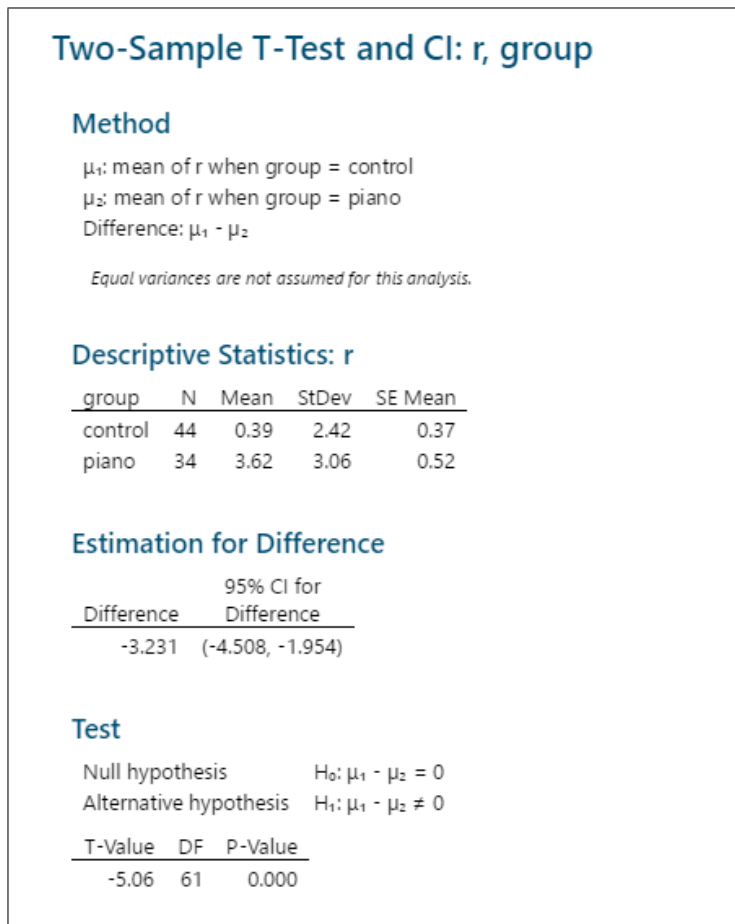 Two-Sample T-Test and CI: r, group
Method
μ₁: mean of r when group = control
μ₂: mean of r when group = piano
Difference: μ₁ - μ₂
Equal variances are not assumed for this analysis.
Descriptive Statistics: r
group N Mean StDev SE Mean
control 44 0.39 2.42 0.37
piano 34 3.62 3.06 0.52
Estimation for Difference
95% CI for
Difference Difference
-3.231 (-4.508, -1.954)
Test
Null hypothesis H₀: μ₁ - μ₂ = 0
Alternative hypothesis H₁: μ₁ - μ₂ ≠ 0
T-Value DF P-Value
-5.06 61 0.000